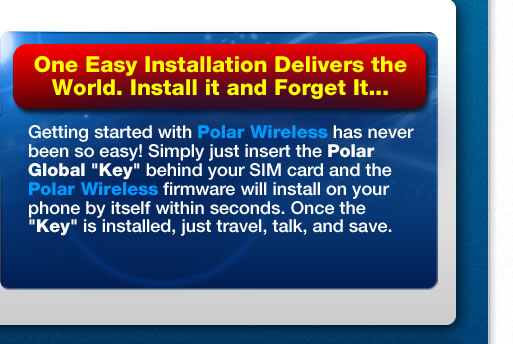 One Easy Installation Delivers the
World. Install it and Forget It...
Getting started with Polar Wireless has never
been so easy! Simply just insert the Polar
Global "Key" behind your SIM card and the
Polar Wireless firmware will install on your
phone by itself within seconds. Once the
"Key" is installed, just travel, talk, and save.